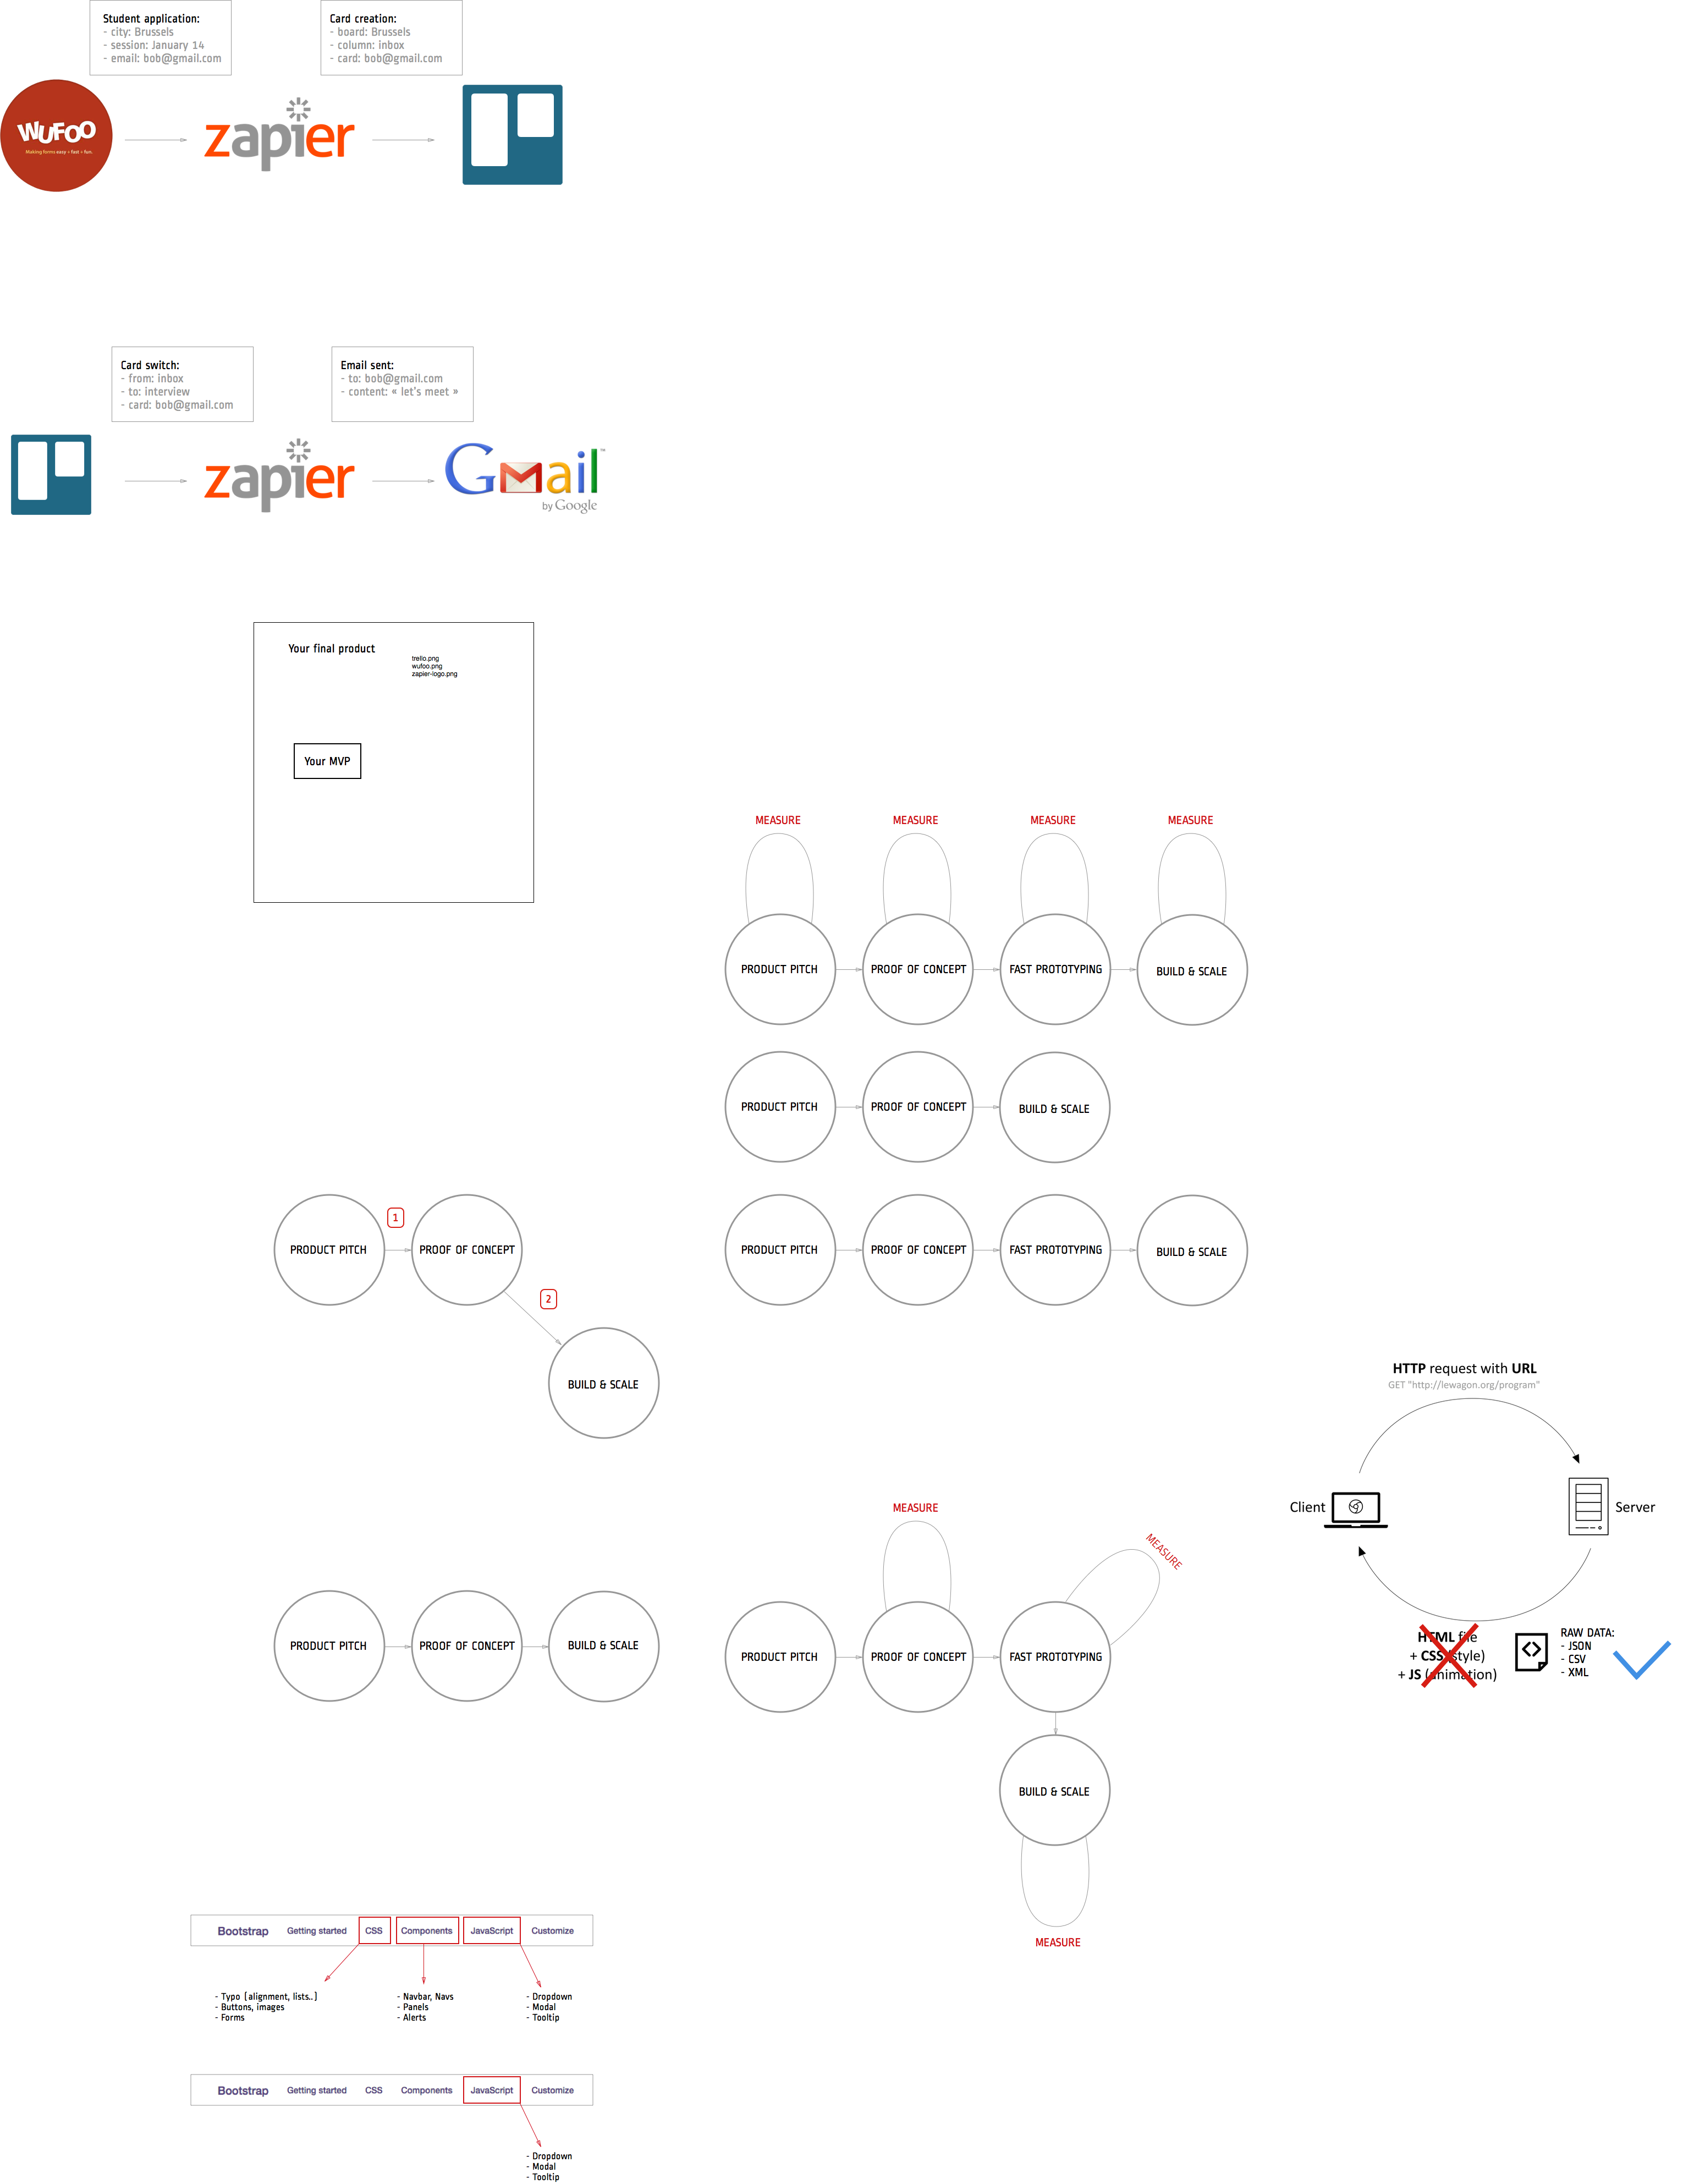 Student application:
- city: Brussels
- session: January 14
- email: bob@gmail.com
Card creation:
- board: Brussels
- column: inbox
- card: bob@gmail.com
WUFOO
Making forms easy + fast + fun.
zapier
Card switch:
- from: inbox
- to: interview
- card: bob@gmail.com
Email sent:
- to: bob@gmail.com
- content: « let's meet »
zapier
Gmail™
by Google
Your final product
trello.png
wufoo.png
zapier-logo.png
Your MVP
MEASURE
MEASURE
MEASURE
MEASURE
PRODUCT PITCH
PROOF OF CONCEPT
FAST PROTOTYPING
BUILD & SCALE
PRODUCT PITCH
PROOF OF CONCEPT
BUILD & SCALE
PRODUCT PITCH
1
PROOF OF CONCEPT
2
BUILD & SCALE
PRODUCT PITCH
PROOF OF CONCEPT
FAST PROTOTYPING
BUILD & SCALE
HTTP request with URL
GET "http://lewagon.org/program"
Client
Server
HTML file
+ CSS (style)
+ JS (animation)
RAW DATA:
- JSON
- CSV
- XML
PRODUCT PITCH
PROOF OF CONCEPT
BUILD & SCALE
MEASURE
MEASURE
PRODUCT PITCH
PROOF OF CONCEPT
FAST PROTOTYPING
BUILD & SCALE
MEASURE
Bootstrap
Getting started
CSS
Components
JavaScript
Customize
- Typo (alignment, lists..)
- Buttons, images
- Forms
- Navbar, Navs
- Panels
- Alerts
- Dropdown
- Modal
- Tooltip
Bootstrap
Getting started
CSS
Components
JavaScript
Customize
- Dropdown
- Modal
- Tooltip